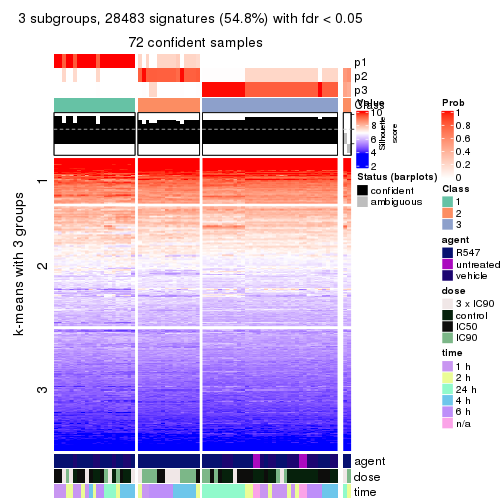 3 subgroups, 28483 signatures (54.8%) with fdr < 0.05
72 confident samples
p1
p2
p3
Class
Silhouette
score
k-means with 3 groups
1
2
3
agent
dose
time
Value
10
8
6
4
2
Status (barplots)
confident
ambiguous
Prob
1
0.8
0.6
0.4
0.2
0
Class
1
2
3
agent
R547
untreated
vehicle
dose
3 x IC90
control
IC50
IC90
time
1 h
2 h
24 h
4 h
6 h
n/a